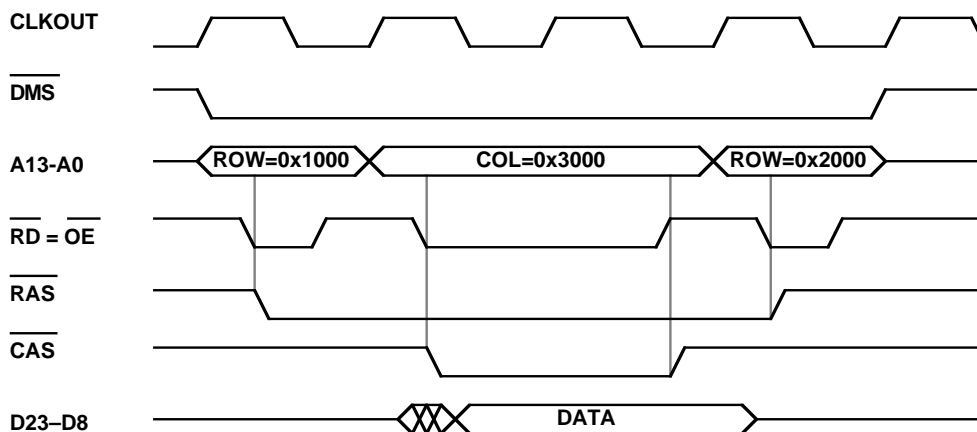 CLKOUT
DMS
A13-A0 ROW=0x1000 COL=0x3000 ROW=0x2000
RD = OE
RAS
CAS
D23–D8 DATA